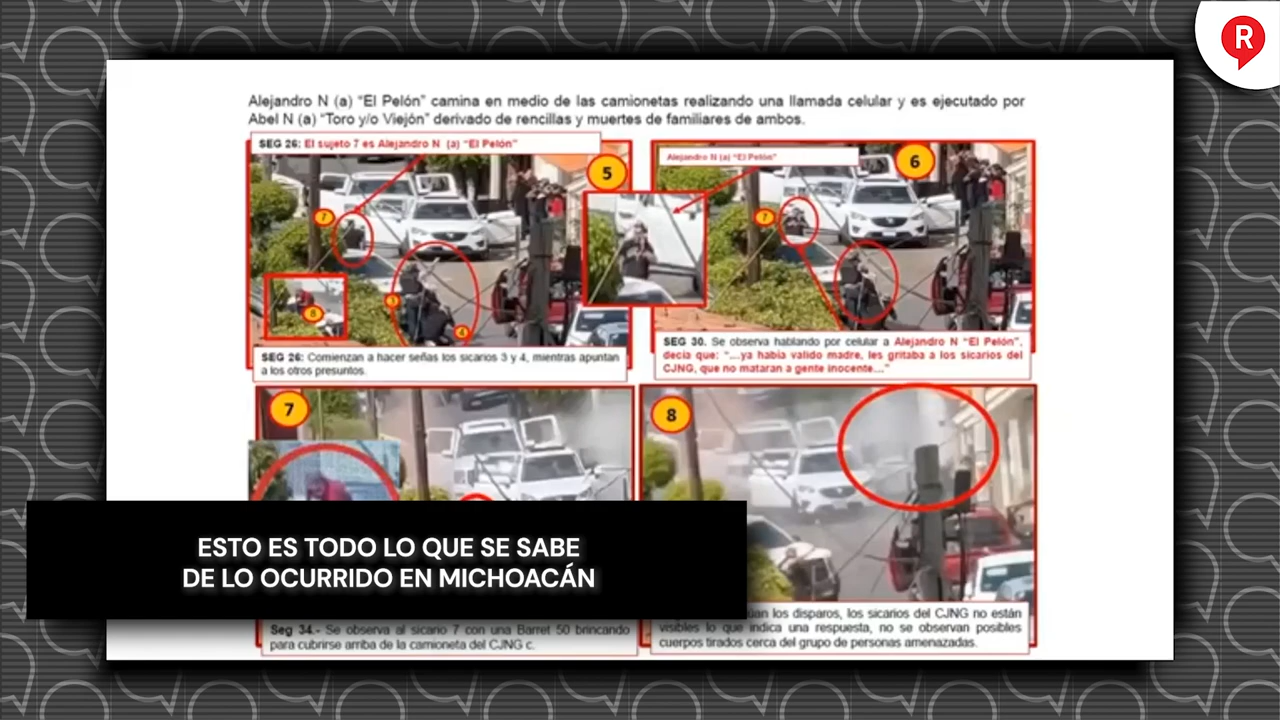 R
Alejandro N (a) “El Pelón” camina en medio de las camionetas realizando una llamada celular y es ejecutado por
Abel N (a) “Toro y/o Viejón” derivado de rencillas y muertes de familiares de ambos.
SEG 26: El sujeto 7 es Alejandro N (a) “El Pelón”
5
7
8
3
4
SEG 26: Comienzan a hacer señas los sicarios 3 y 4, mientras apuntan
a los otros presuntos.
Alejandro N (a) “El Pelón”
6
7
SEG 30. Se observa hablando por celular a Alejandro N “El Pelón”,
decía que: “...ya había valido madre, les gritaba a los sicarios del
CJNG, que no mataran a gente inocente...”
7
8
ESTO ES TODO LO QUE SE SABE
DE LO OCURRIDO EN MICHOACÁN
Seg 34.- Se observa al sicario 7 con una Barret 50 brincando
para cubrirse arriba de la camioneta del CJNG c.
los disparos, los sicarios del CJNG no están
visibles lo que indica una respuesta, no se observan posibles
cuerpos tirados cerca del grupo de personas amenazadas.